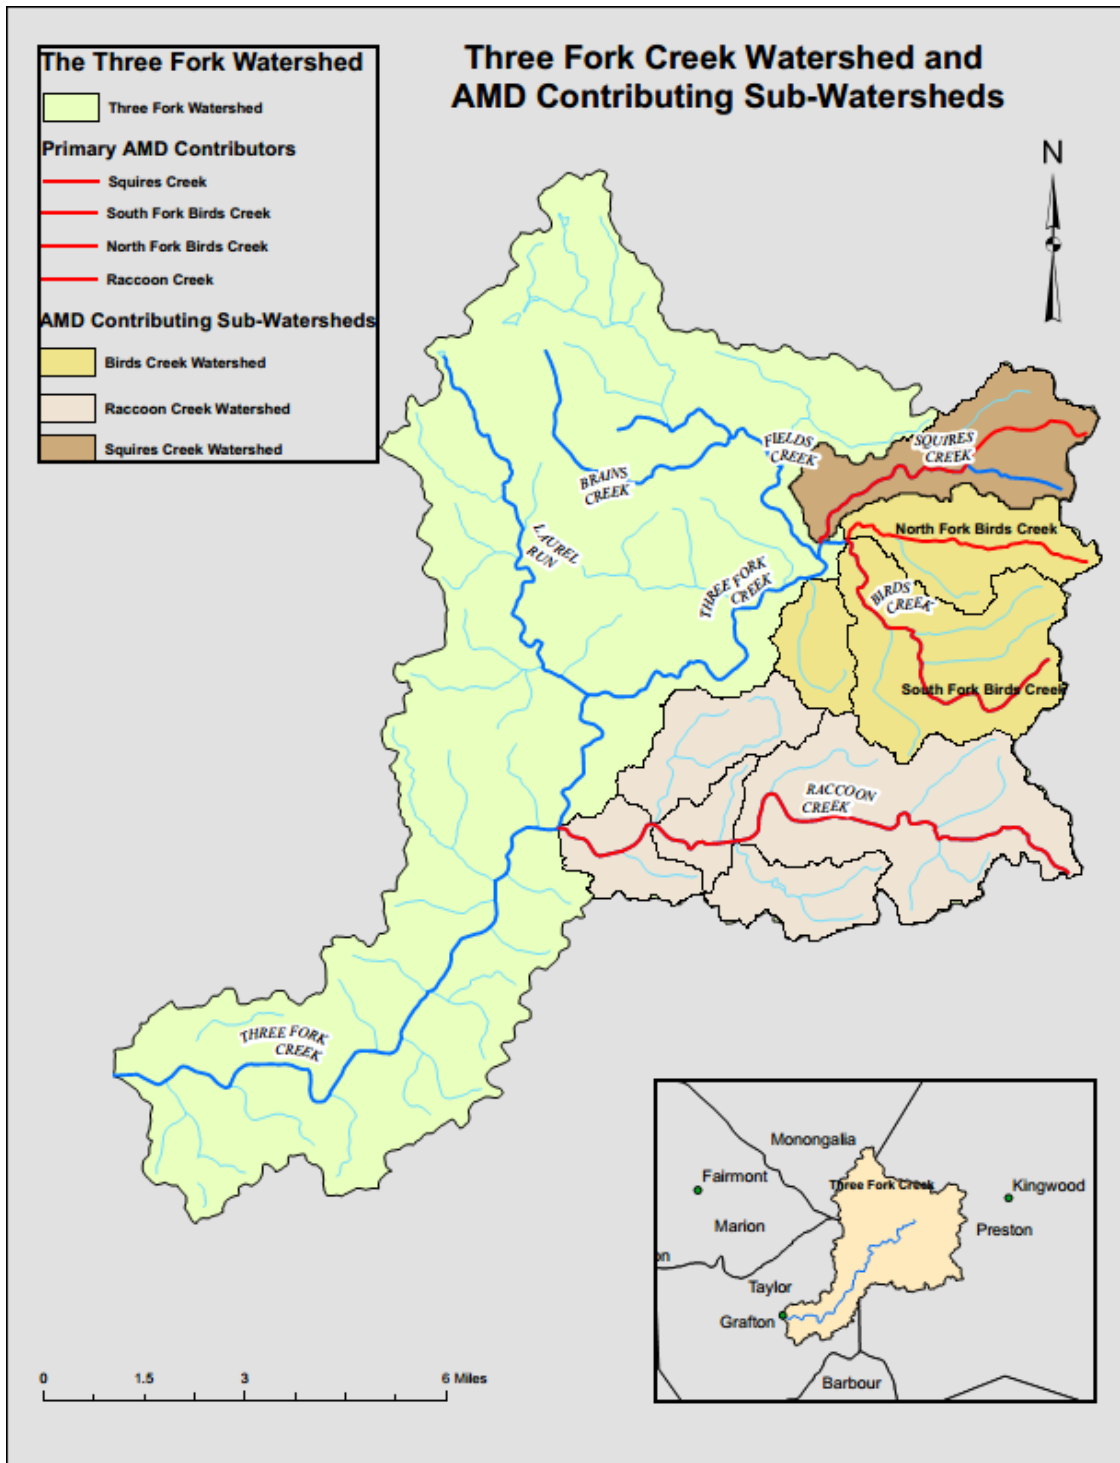 Three Fork Creek Watershed and
AMD Contributing Sub-Watersheds
The Three Fork Watershed
Three Fork Watershed
Primary AMD Contributors
Squires Creek
South Fork Birds Creek
North Fork Birds Creek
Raccoon Creek
AMD Contributing Sub-Watersheds
Birds Creek Watershed
Raccoon Creek Watershed
Squires Creek Watershed
N
FIELDS
CREEK
SQUIRES
CREEK
BRAINS
CREEK
North Fork Birds Creek
LAUREL
RUN
THREE FORK
CREEK
BIRDS
CREEK
South Fork Birds Creek
RACCOON
CREEK
THREE FORK
CREEK
Monongalia
Fairmont
Three Fork Creek
Kingwood
Marion
Preston
on
Taylor
Grafton
Barbour
0 1.5 3 6 Miles